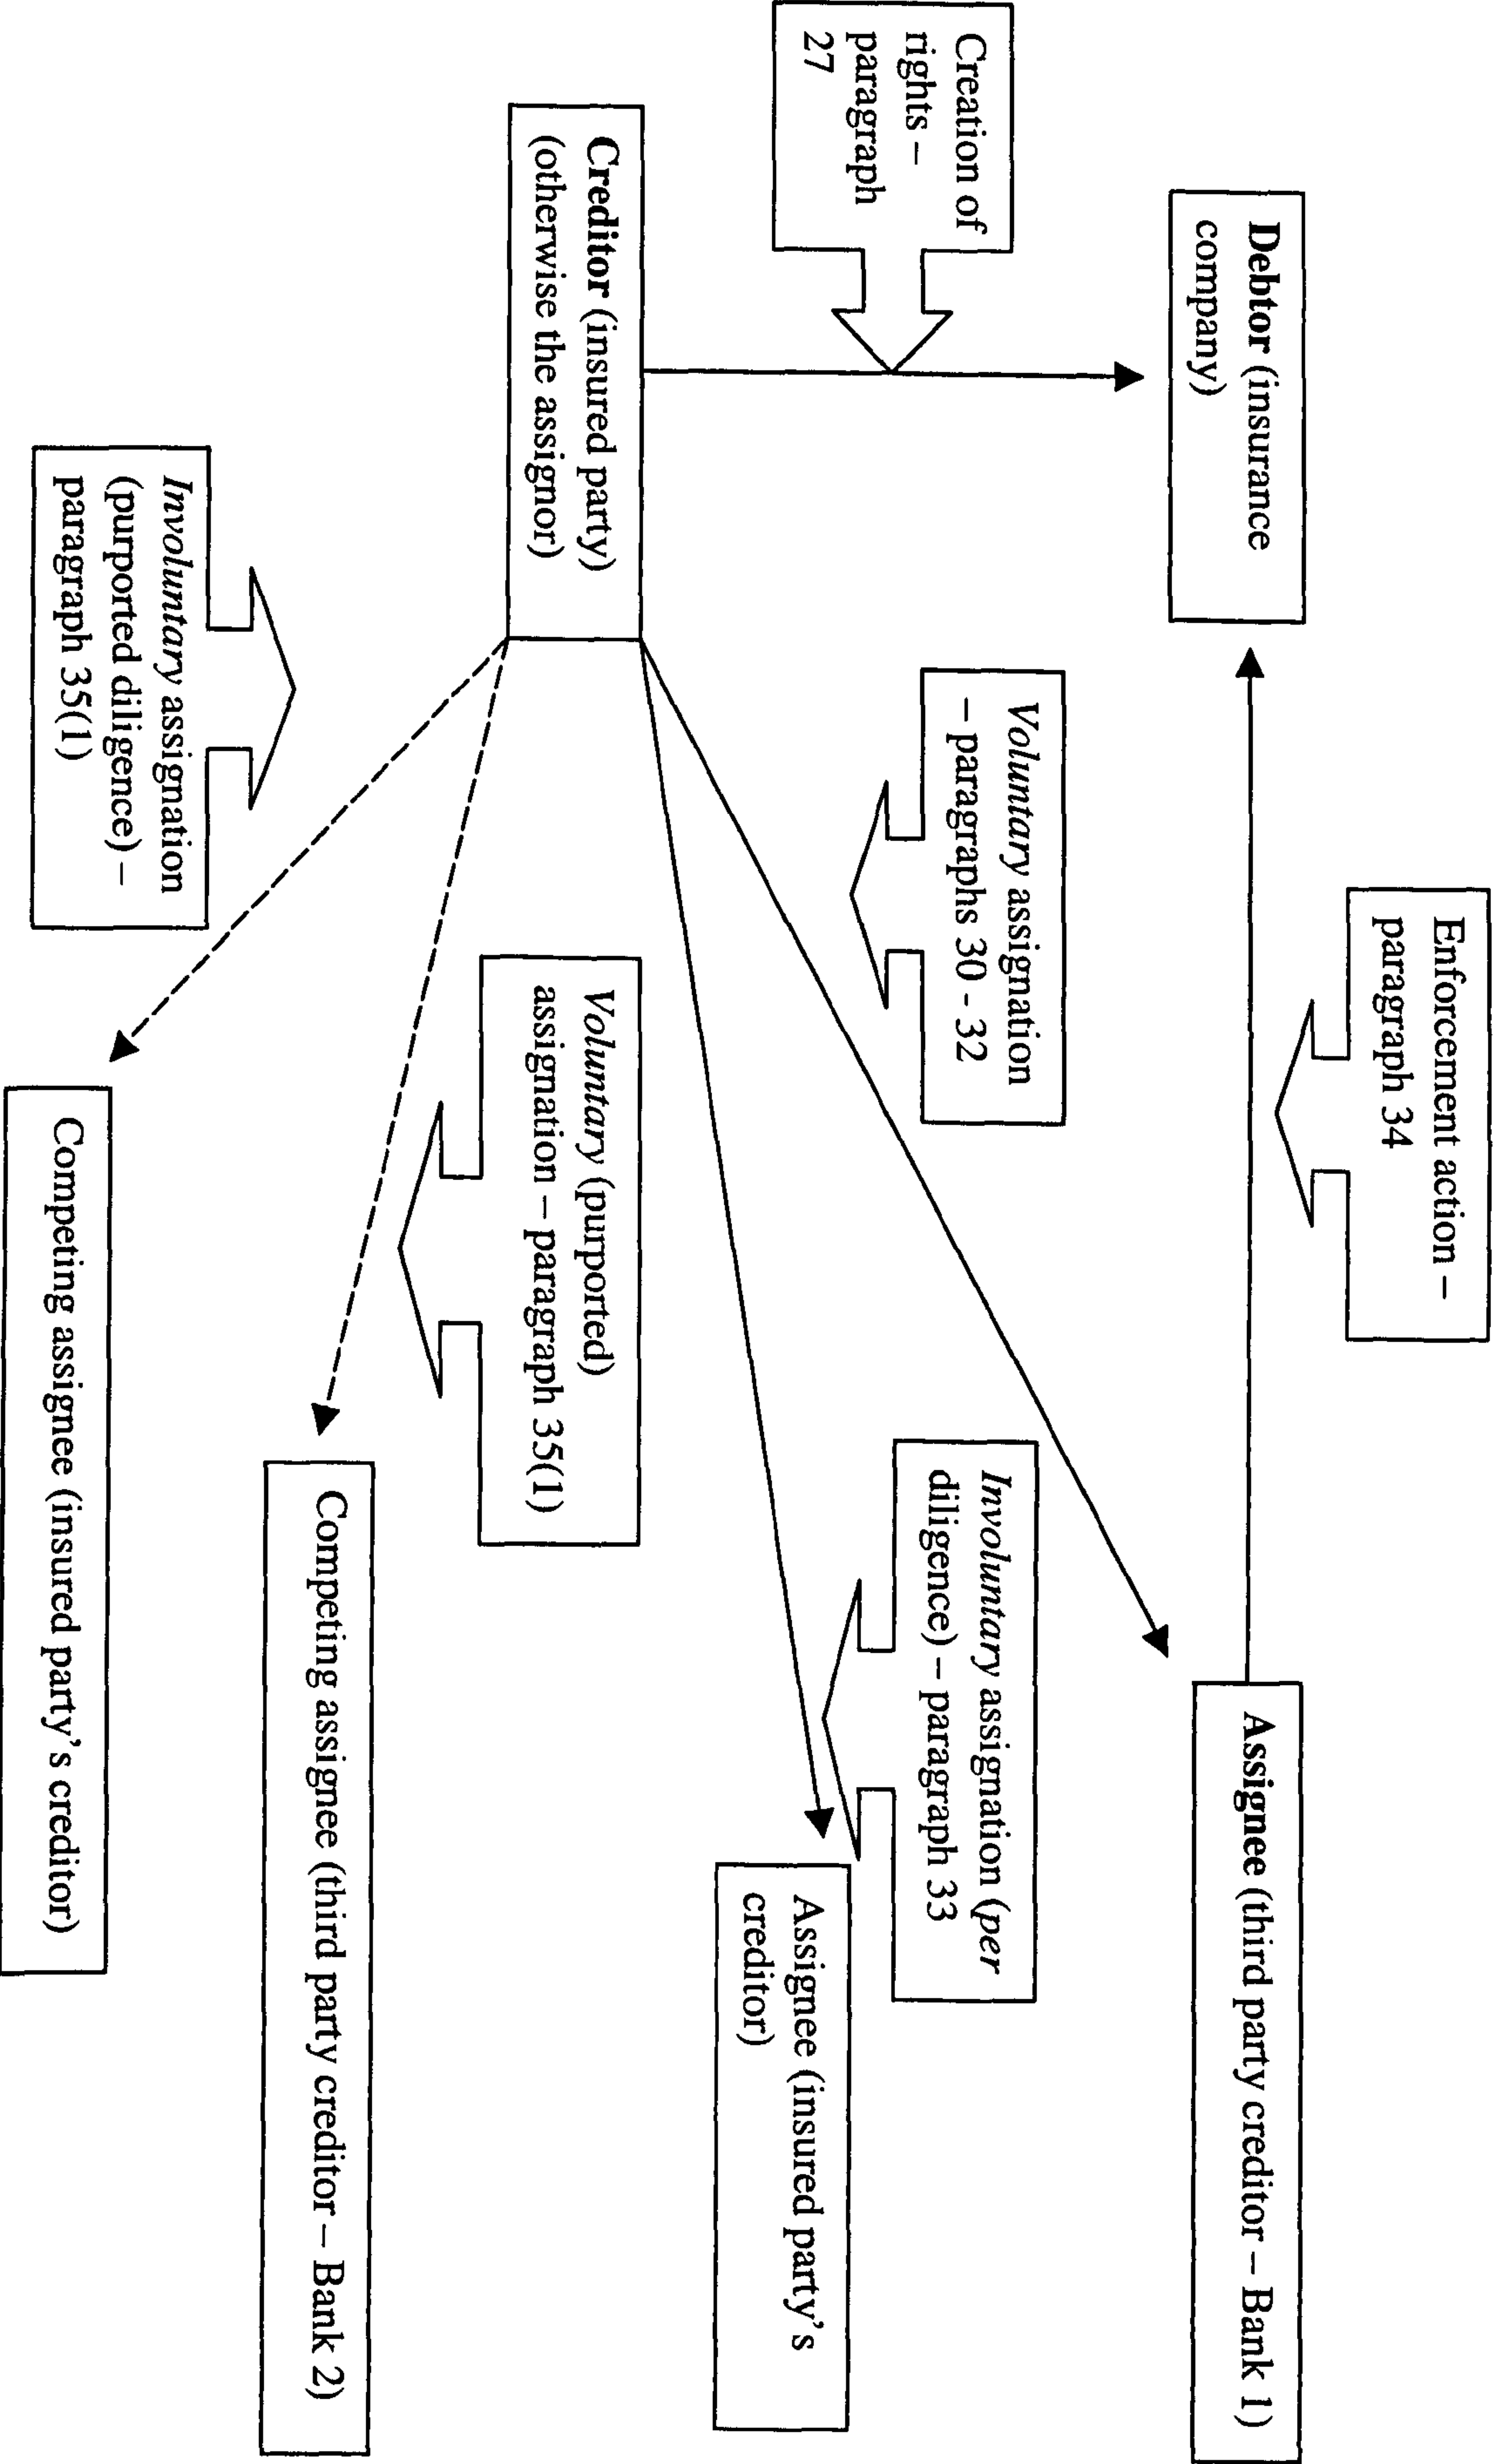 Enforcement action –
paragraph 34
Debtor (insurance
company)
Assignee (third party creditor – Bank 1)
Creation of
rights –
paragraph
27
Voluntary assignation
– paragraphs 30 - 32
Involuntary assignation (per
diligence) – paragraph 33
Assignee (insured party's
creditor)
Creditor (insured party)
(otherwise the assignor)
Voluntary (purported)
assignation – paragraph 35(1)
Competing assignee (third party creditor – Bank 2)
Involuntary assignation
(purported diligence) –
paragraph 35(1)
Competing assignee (insured party's creditor)